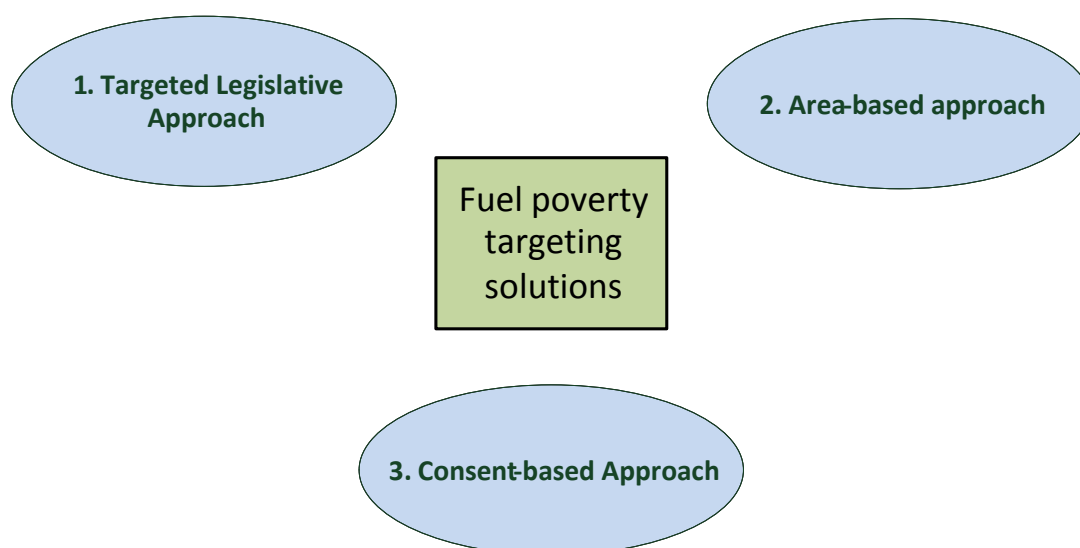 1. Targeted Legislative
Approach
2. Area-based approach
Fuel poverty
targeting
solutions
3. Consent-based Approach